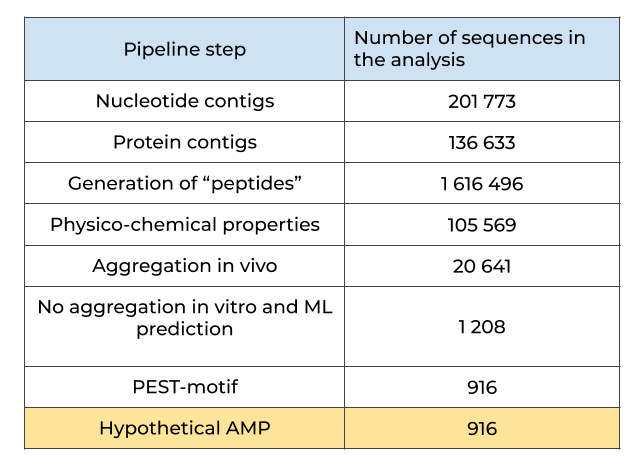 Pipeline step
Number of sequences in
the analysis
Nucleotide contigs
201 773
Protein contigs
136 633
Generation of “peptides”
1 616 496
Physico-chemical properties
105 569
Aggregation in vivo
20 641
No aggregation in vitro and ML
prediction
1 208
PEST-motif
916
Hypothetical AMP
916